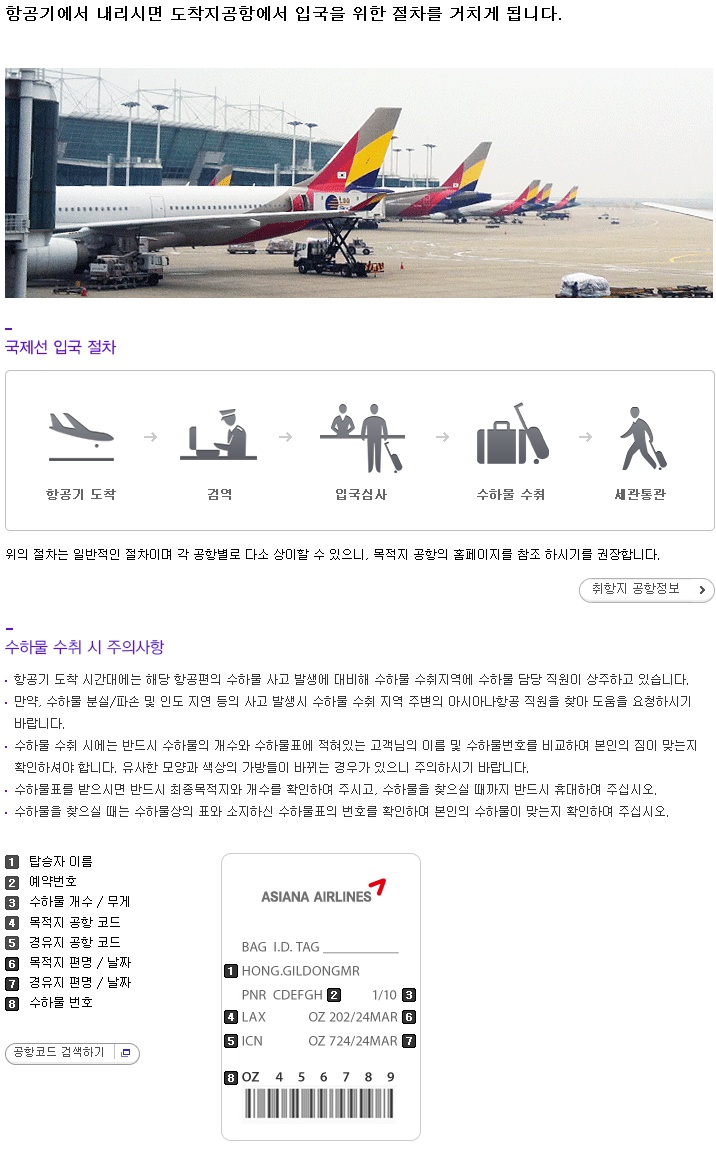 항공기에서 내리시면 도착지공항에서 입국을 위한 절차를 거치게 됩니다.
국제선 입국 절차
항공기 도착
검역
입국심사
수하물 수취
세관통관
위의 절차는 일반적인 절차이며 각 공항별로 다소 상이할 수 있으니, 목적지 공항의 홈페이지를 참조 하시기를 권장합니다.
취항지 공항정보
수하물 수취 시 주의사항
· 항공기 도착 시간대에는 해당 항공편의 수하물 사고 발생에 대비해 수하물 수취지역에 수하물 담당 직원이 상주하고 있습니다.
· 만약, 수하물 분실/파손 및 인도 지연 등의 사고 발생시 수하물 수취 지역 주변의 아시아나항공 직원을 찾아 도움을 요청하시기
바랍니다.
· 수하물 수취 시에는 반드시 수하물의 개수와 수하물표에 적혀있는 고객님의 이름 및 수하물번호를 비교하여 본인의 짐이 맞는지
확인하셔야 합니다. 유사한 모양과 색상의 가방들이 바뀌는 경우가 있으니 주의하시기 바랍니다.
· 수하물표를 받으시면 반드시 최종목적지와 개수를 확인하여 주시고, 수하물을 찾으실 때까지 반드시 휴대하여 주십시오.
· 수하물을 찾으실 때는 수하물상의 표와 소지하신 수하물표의 번호를 확인하여 본인의 수하물이 맞는지 확인하여 주십시오.
1 탑승자 이름
2 예약번호
3 수하물 개수 / 무게
4 목적지 공항 코드
5 경유지 공항 코드
6 목적지 편명 / 날짜
7 경유지 편명 / 날짜
8 수하물 번호
공항코드 검색하기
ASIANA AIRLINES
BAG I.D. TAG
1 HONG.GILDONGMR
PNR CDEFGH 2 1/10 3
4 LAX OZ 202/24MAR 6
5 ICN OZ 724/24MAR 7
8 OZ 4 5 6 7 8 9